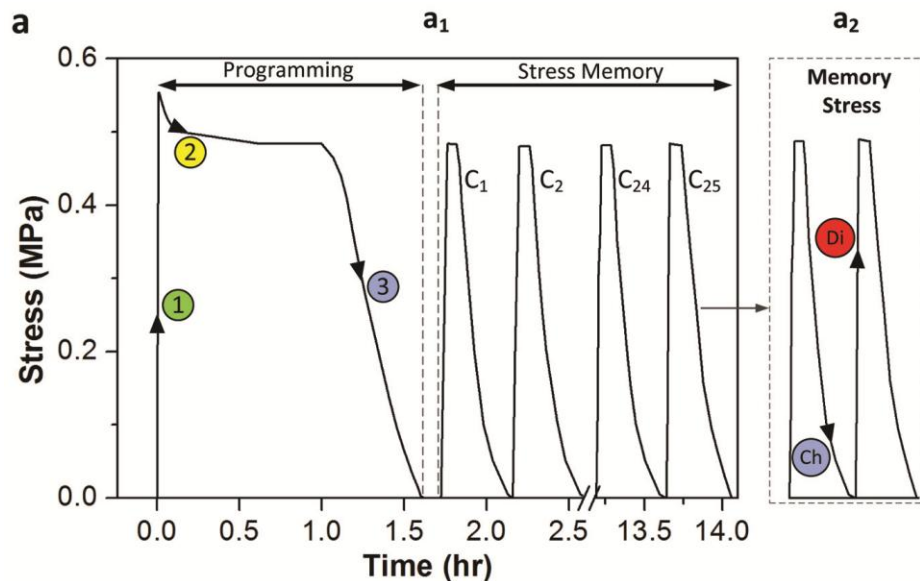 a
a1
a2
0.6
Programming
Stress Memory
Memory
Stress
2
C1
C2
C24
C25
0.4
Di
3
1
Stress (MPa)
0.2
Ch
0.0
0.0 0.5 1.0 1.5 2.0 2.5 13.5 14.0
Time (hr)